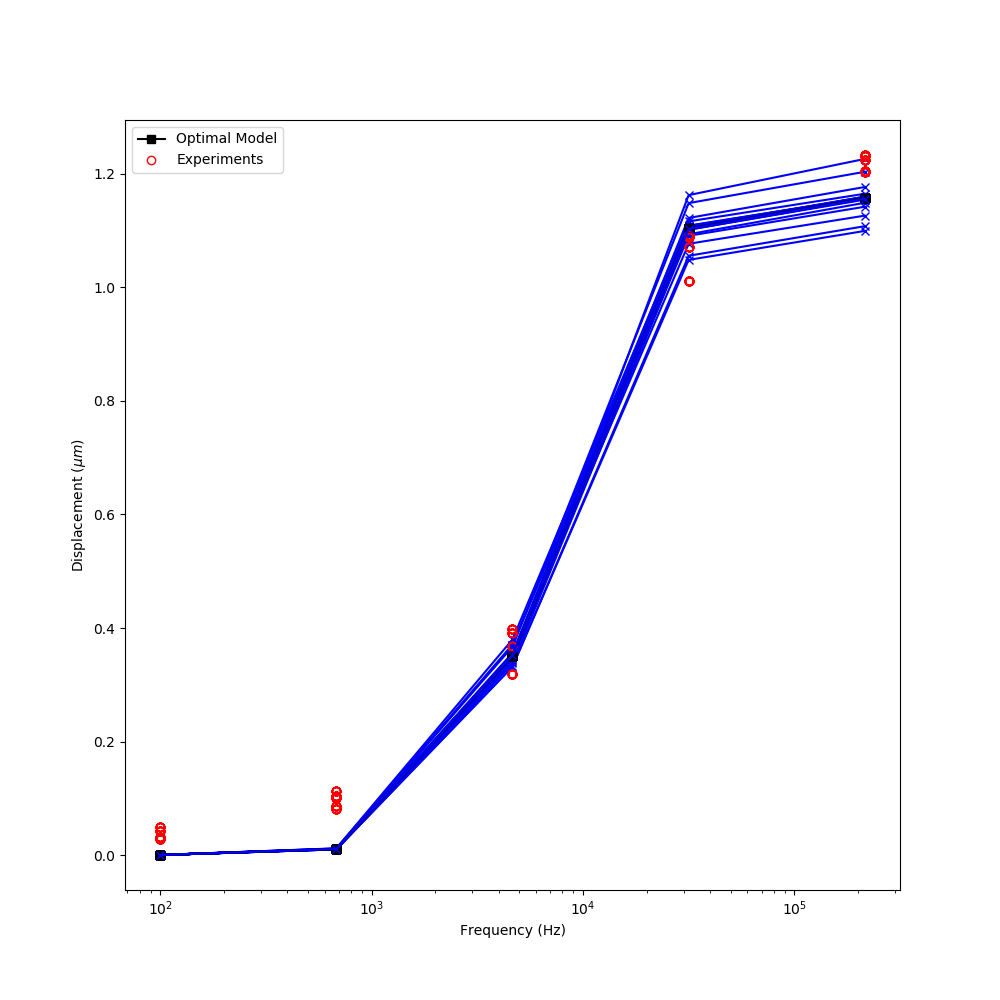 Optimal Model
Experiments
1.2
1.0
0.8
0.6
0.4
0.2
0.0
Displacement (μm)
10²
10³
10⁴
10⁵
Frequency (Hz)